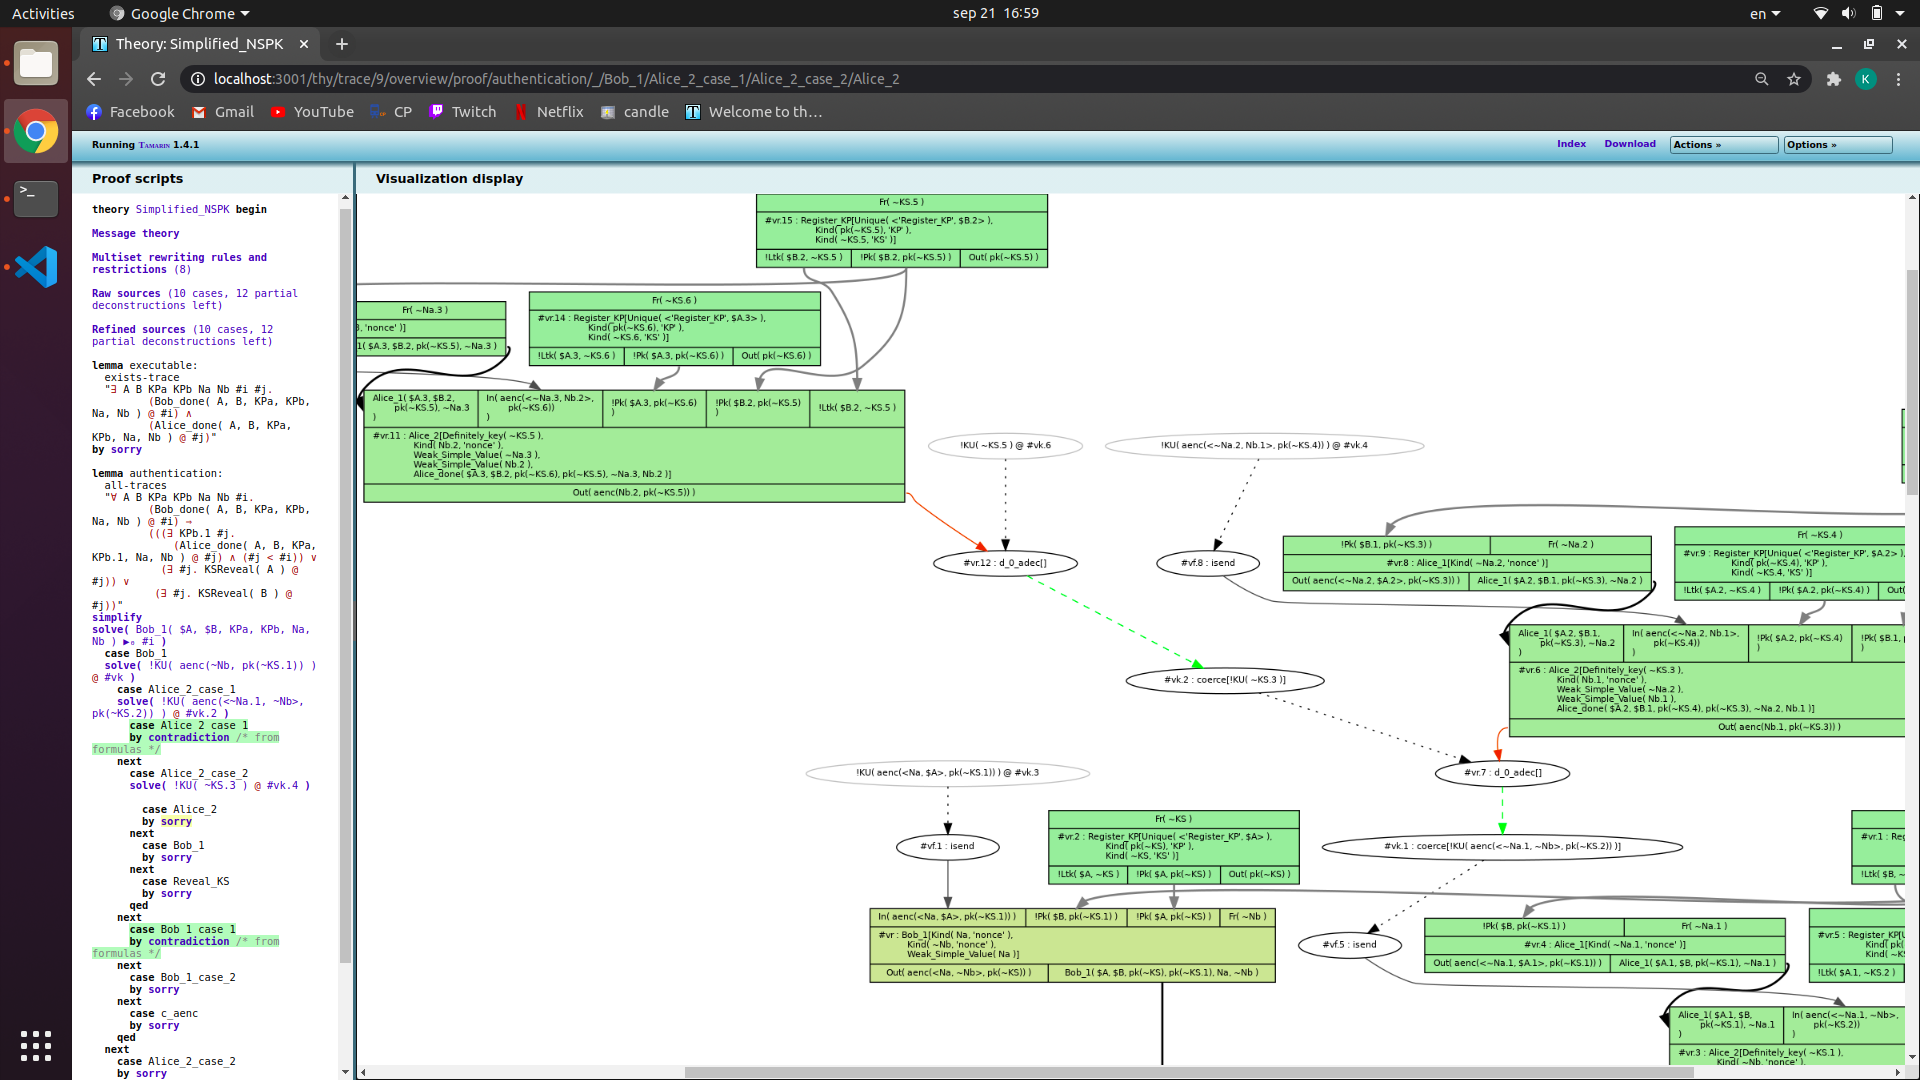 Activities
Google Chrome
sep 21 16:59
en
Theory: Simplified_NSPK
localhost:3001/thy/trace/9/overview/proof/authentication/_/Bob_1/Alice_2_case_1/Alice_2_case_2/Alice_2
K
Facebook
Gmail
YouTube
CP
Twitch
Netflix
candle
Welcome to th…
Running Tamarin 1.4.1
Index
Download
Actions »
Options »
Proof scripts
theory Simplified_NSPK begin
Message theory
Multiset rewriting rules and
restrictions (8)
Raw sources (10 cases, 12 partial
deconstructions left)
Refined sources (10 cases, 12
partial deconstructions left)
lemma executable:
exists-trace
"∃ A B KPa KPb Na Nb #i #j.
(Bob_done( A, B, KPa, KPb,
Na, Nb ) @ #i) ∧
(Alice_done( A, B, KPa,
KPb, Na, Nb ) @ #j)"
by sorry
lemma authentication:
all-traces
"∀ A B KPa KPb Na Nb #i.
(Bob_done( A, B, KPa, KPb,
Na, Nb ) @ #i) ⇒
(((∃ KPb.1 #j.
(Alice_done( A, B, KPa,
KPb.1, Na, Nb ) @ #j) ∧ (#j < #i)) ∨
(∃ #j. KSReveal( A ) @
#j)) ∨
(∃ #j. KSReveal( B ) @
#j))"
simplify
solve( Bob_1( $A, $B, KPa, KPb, Na,
Nb ) ▶₀ #i )
case Bob_1
solve( !KU( aenc(~Nb, pk(~KS.1)) )
@ #vk )
case Alice_2_case_1
solve( !KU( aenc(<~Na.1, ~Nb>,
pk(~KS.2)) ) @ #vk.2 )
case Alice_2_case_1
by contradiction /* from
formulas */
next
case Alice_2_case_2
solve( !KU( ~KS.3 ) @ #vk.4 )
case Alice_2
by sorry
next
case Bob_1
by sorry
next
case Reveal_KS
by sorry
qed
next
case Bob_1_case_1
by contradiction /* from
formulas */
next
case Bob_1_case_2
by sorry
next
case c_aenc
by sorry
qed
next
case Alice_2_case_2
by sorry
Visualization display
Fr( ~KS.5 )
#vr.15 : Register_KP[Unique( <'Register_KP', $B.2> ),
Kind( pk(~KS.5), 'KP' ),
Kind( ~KS.5, 'KS' )]
!Ltk( $B.2, ~KS.5 ) !Pk( $B.2, pk(~KS.5) ) Out( pk(~KS.5) )
Fr( ~Na.3 )
3, 'nonce' )]
1( $A.3, $B.2, pk(~KS.5), ~Na.3 )
Fr( ~KS.6 )
#vr.14 : Register_KP[Unique( <'Register_KP', $A.3> ),
Kind( pk(~KS.6), 'KP' ),
Kind( ~KS.6, 'KS' )]
!Ltk( $A.3, ~KS.6 ) !Pk( $A.3, pk(~KS.6) ) Out( pk(~KS.6) )
Alice_1( $A.3, $B.2,
pk(~KS.5), ~Na.3
)
In( aenc(<~Na.3, Nb.2>,
pk(~KS.6))
)
!Pk( $A.3, pk(~KS.6)
)
!Pk( $B.2, pk(~KS.5)
)
!Ltk( $B.2, ~KS.5 )
#vr.11 : Alice_2[Definitely_key( ~KS.5 ),
Kind( Nb.2, 'nonce' ),
Weak_Simple_Value( ~Na.3 ),
Weak_Simple_Value( Nb.2 ),
Alice_done( $A.3, $B.2, pk(~KS.6), pk(~KS.5), ~Na.3, Nb.2 )]
Out( aenc(Nb.2, pk(~KS.5)) )
!KU( ~KS.5 ) @ #vk.6
!KU( aenc(<~Na.2, Nb.1>, pk(~KS.4)) ) @ #vk.4
#vr.12 : d_0_adec[]
#vf.8 : isend
!Pk( $B.1, pk(~KS.3) ) Fr( ~Na.2 )
#vr.8 : Alice_1[Kind( ~Na.2, 'nonce' )]
Out( aenc(<~Na.2, $A.2>, pk(~KS.3)) ) Alice_1( $A.2, $B.1, pk(~KS.3), ~Na.2 )
Fr( ~KS.4 )
#vr.9 : Register_KP[Unique( <'Register_KP', $A.2> ),
Kind( pk(~KS.4), 'KP' ),
Kind( ~KS.4, 'KS' )]
!Ltk( $A.2, ~KS.4 ) !Pk( $A.2, pk(~KS.4) ) Out(
Alice_1( $A.2, $B.1,
pk(~KS.3), ~Na.2
)
In( aenc(<~Na.2, Nb.1>,
pk(~KS.4))
)
!Pk( $A.2, pk(~KS.4)
)
!Pk( $B.1,
)
#vr.6 : Alice_2[Definitely_key( ~KS.3 ),
Kind( Nb.1, 'nonce' ),
Weak_Simple_Value( ~Na.2 ),
Weak_Simple_Value( Nb.1 ),
Alice_done( $A.2, $B.1, pk(~KS.4), pk(~KS.3), ~Na.2, Nb.1 )]
Out( aenc(Nb.1, pk(~KS.3)) )
#vk.2 : coerce[!KU( ~KS.3 )]
#vr.7 : d_0_adec[]
!KU( aenc(<Na, $A>, pk(~KS.1)) ) @ #vk.3
#vf.1 : isend
Fr( ~KS )
#vr.2 : Register_KP[Unique( <'Register_KP', $A> ),
Kind( pk(~KS), 'KP' ),
Kind( ~KS, 'KS' )]
!Ltk( $A, ~KS ) !Pk( $A, pk(~KS) ) Out( pk(~KS) )
#vk.1 : coerce[!KU( aenc(<~Na.1, ~Nb>, pk(~KS.2)) )]
#vr.1 : Reg
!Ltk( $B, ~
In( aenc(<Na, $A>, pk(~KS.1)) ) !Pk( $B, pk(~KS.1) ) !Pk( $A, pk(~KS) ) Fr( ~Nb )
#vr : Bob_1[Kind( Na, 'nonce' ),
Kind( ~Nb, 'nonce' ),
Weak_Simple_Value( Na )]
Out( aenc(<Na, ~Nb>, pk(~KS)) ) Bob_1( $A, $B, pk(~KS), pk(~KS.1), Na, ~Nb )
#vf.5 : isend
!Pk( $B, pk(~KS.1) ) Fr( ~Na.1 )
#vr.4 : Alice_1[Kind( ~Na.1, 'nonce' )]
Out( aenc(<~Na.1, $A.1>, pk(~KS.1)) ) Alice_1( $A.1, $B, pk(~KS.1), ~Na.1 )
#vr.5 : Register_KP[U
Kind( pk(
Kind( ~KS
!Ltk( $A.1, ~KS.2 )
Alice_1( $A.1, $B,
pk(~KS.1), ~Na.1
)
In( aenc(<~Na.1, ~Nb>,
pk(~KS.2))
)
#vr.3 : Alice_2[Definitely_key( ~KS.1 ),
Kind( ~Nb, 'nonce' ),